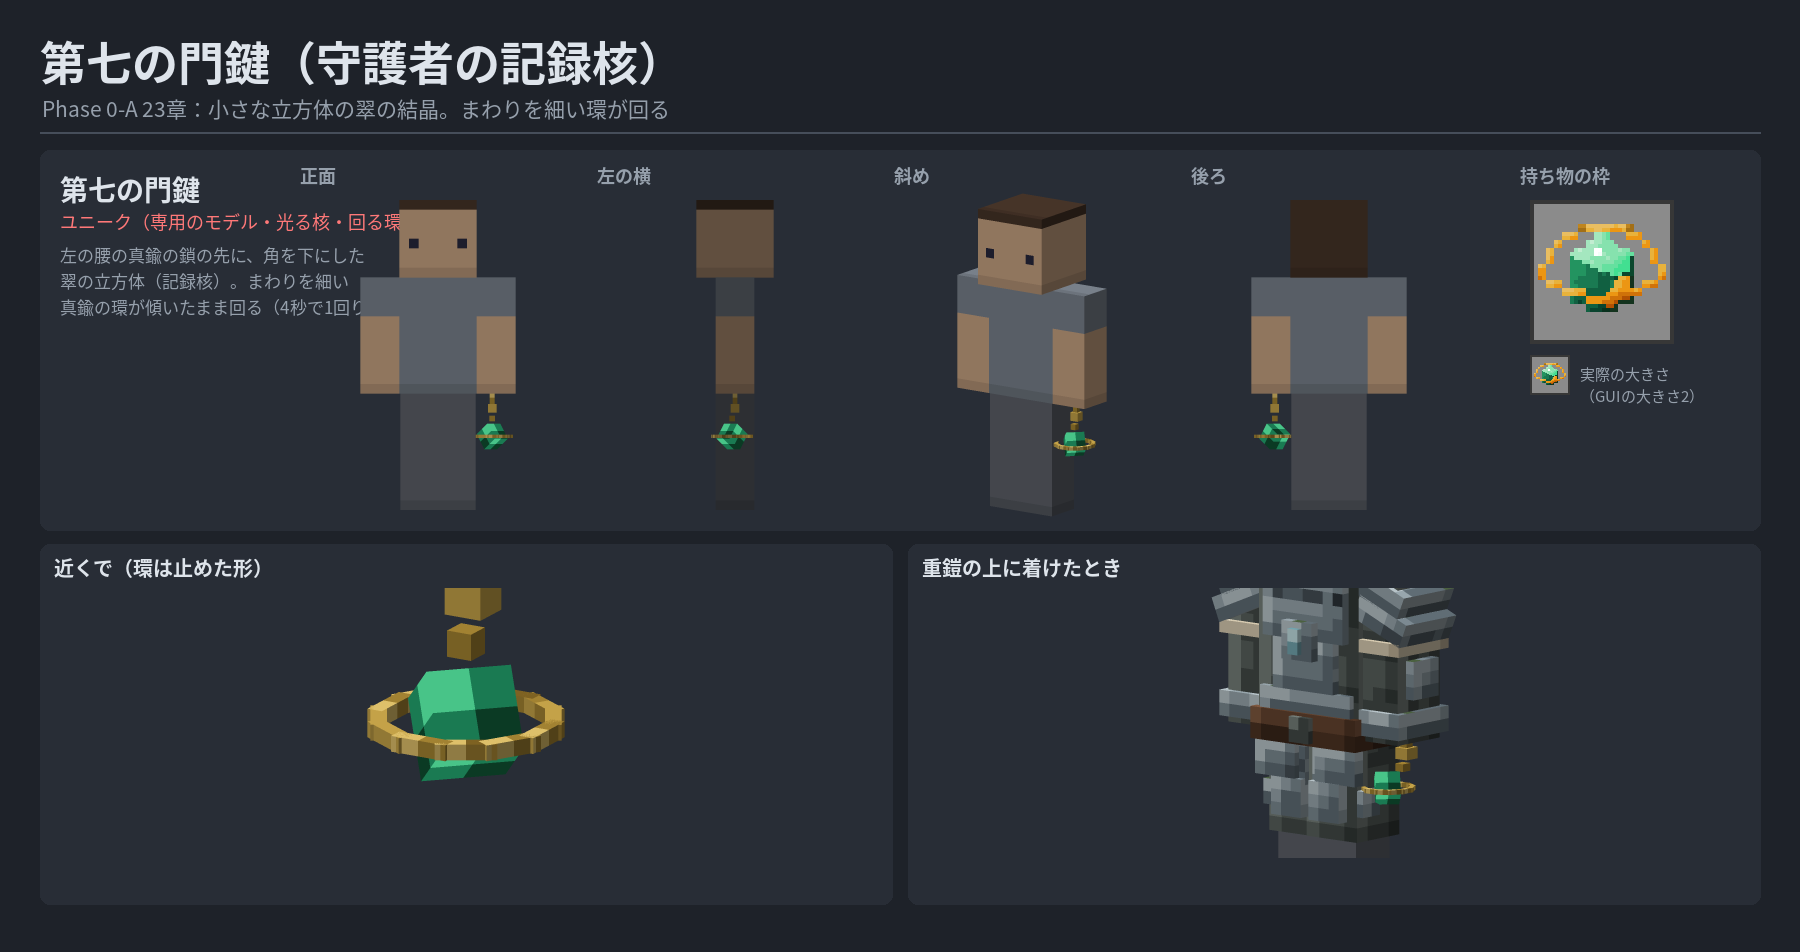 第七の門鍵（守護者の記録核）
Phase 0-A 23章：小さな立方体の翠の結晶。まわりを細い環が回る
第七の門鍵
ユニーク（専用のモデル・光る核・回る環
左の腰の真鍮の鎖の先に、角を下にした
翠の立方体（記録核）。まわりを細い
真鍮の環が傾いたまま回る（4秒で1回り
正面
左の横
斜め
後ろ
持ち物の枠
実際の大きさ
（GUIの大きさ2）
近くで（環は止めた形）
重鎧の上に着けたとき